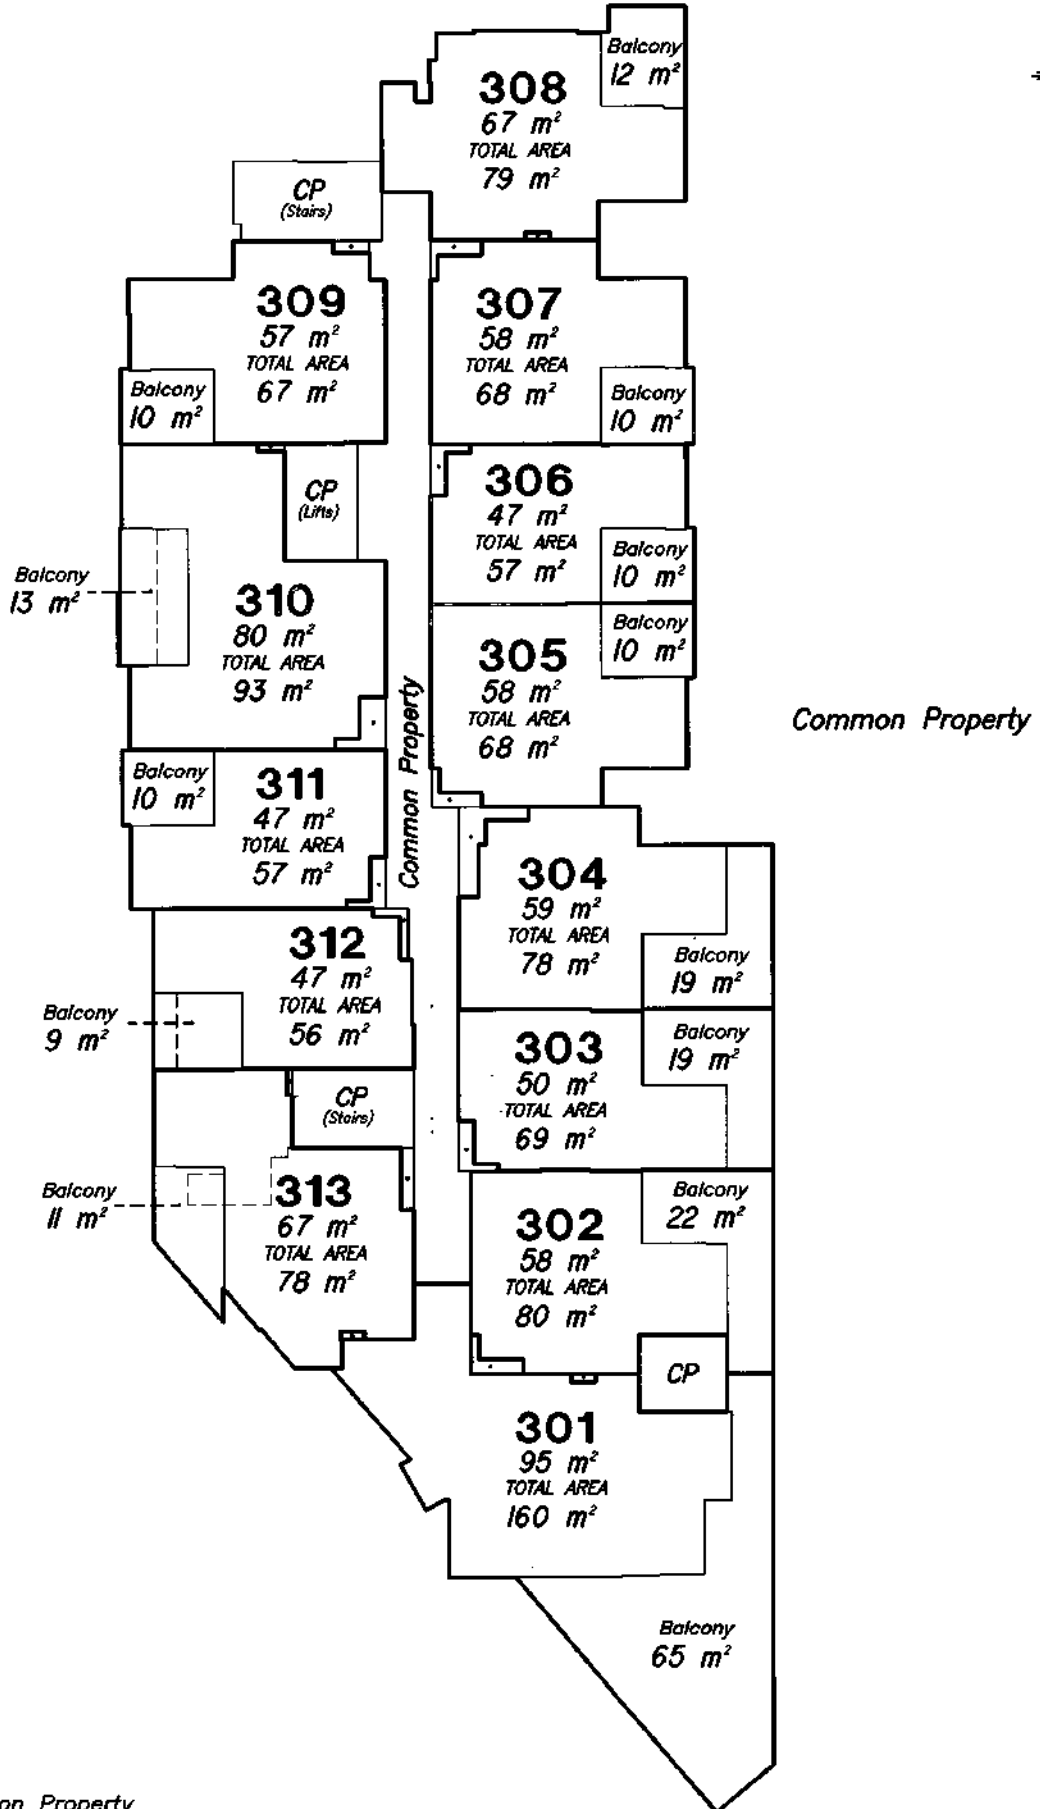 Balcony
12 m²
308
67 m²
TOTAL AREA
79 m²
CP
(Stairs)
309
57 m²
TOTAL AREA
67 m²
Balcony
10 m²
307
58 m²
TOTAL AREA
68 m²
Balcony
10 m²
CP
(Lifts)
306
47 m²
TOTAL AREA
57 m²
Balcony
10 m²
Balcony
13 m²
310
80 m²
TOTAL AREA
93 m²
305
58 m²
TOTAL AREA
68 m²
Balcony
10 m²
Common Property
Common Property
Balcony
10 m²
311
47 m²
TOTAL AREA
57 m²
304
59 m²
TOTAL AREA
78 m²
Balcony
19 m²
312
47 m²
TOTAL AREA
56 m²
Balcony
9 m²
303
50 m²
TOTAL AREA
69 m²
Balcony
19 m²
CP
(Stairs)
Balcony
11 m²
313
67 m²
TOTAL AREA
78 m²
302
58 m²
TOTAL AREA
80 m²
Balcony
22 m²
CP
301
95 m²
TOTAL AREA
160 m²
Balcony
65 m²
on Property